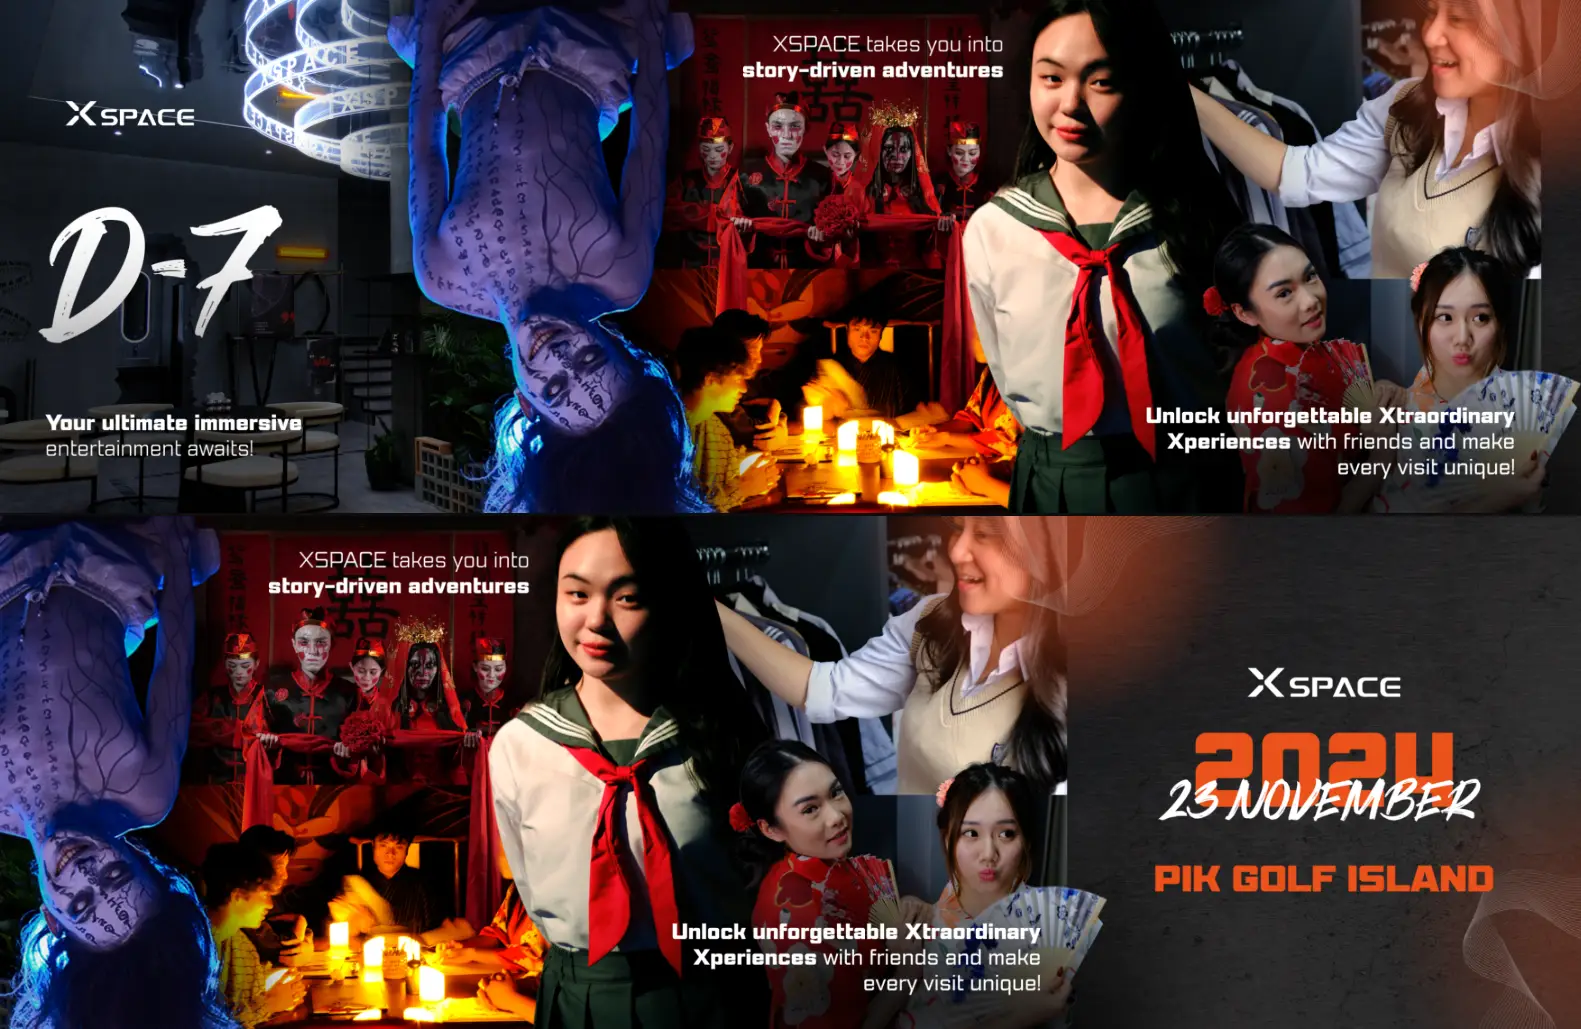 XSPACE
D-7
Your ultimate immersive
entertainment awaits!
XSPACE takes you into
story-driven adventures
Unlock unforgettable Xtraordinary
Xperiences with friends and make
every visit unique!
XSPACE takes you into
story-driven adventures
Unlock unforgettable Xtraordinary
Xperiences with friends and make
every visit unique!
XSPACE
2024
23 NOVEMBER
PIK GOLF ISLAND